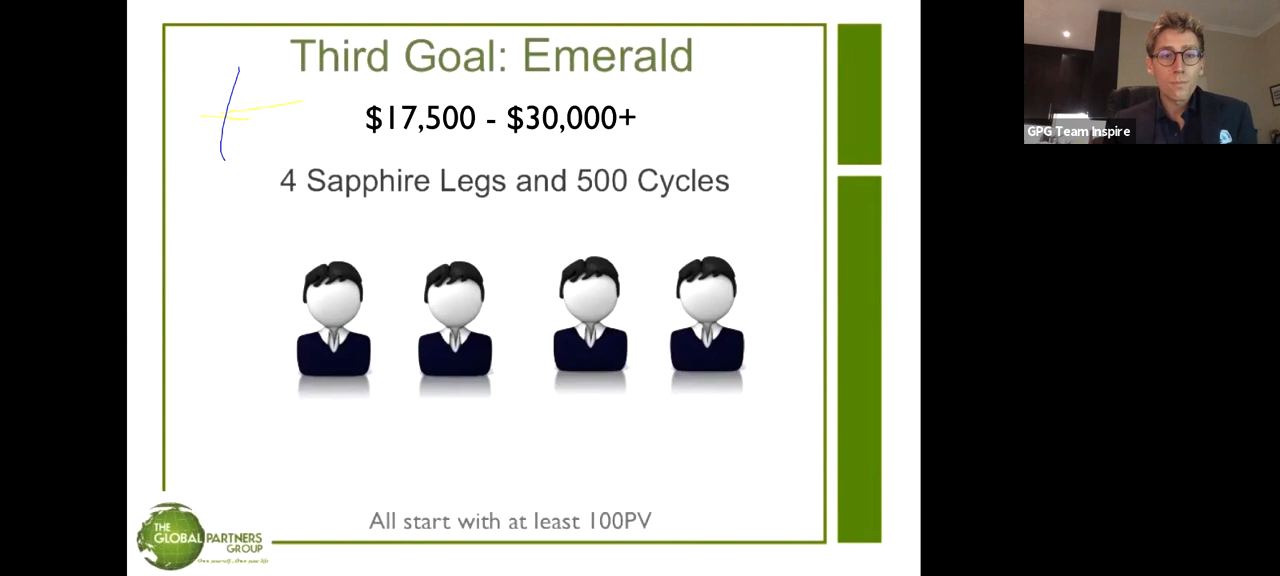 Third Goal: Emerald
$17,500 - $30,000+
4 Sapphire Legs and 500 Cycles
All start with at least 100PV
THE
GLOBAL PARTNERS
GROUP
GPG Team Inspire